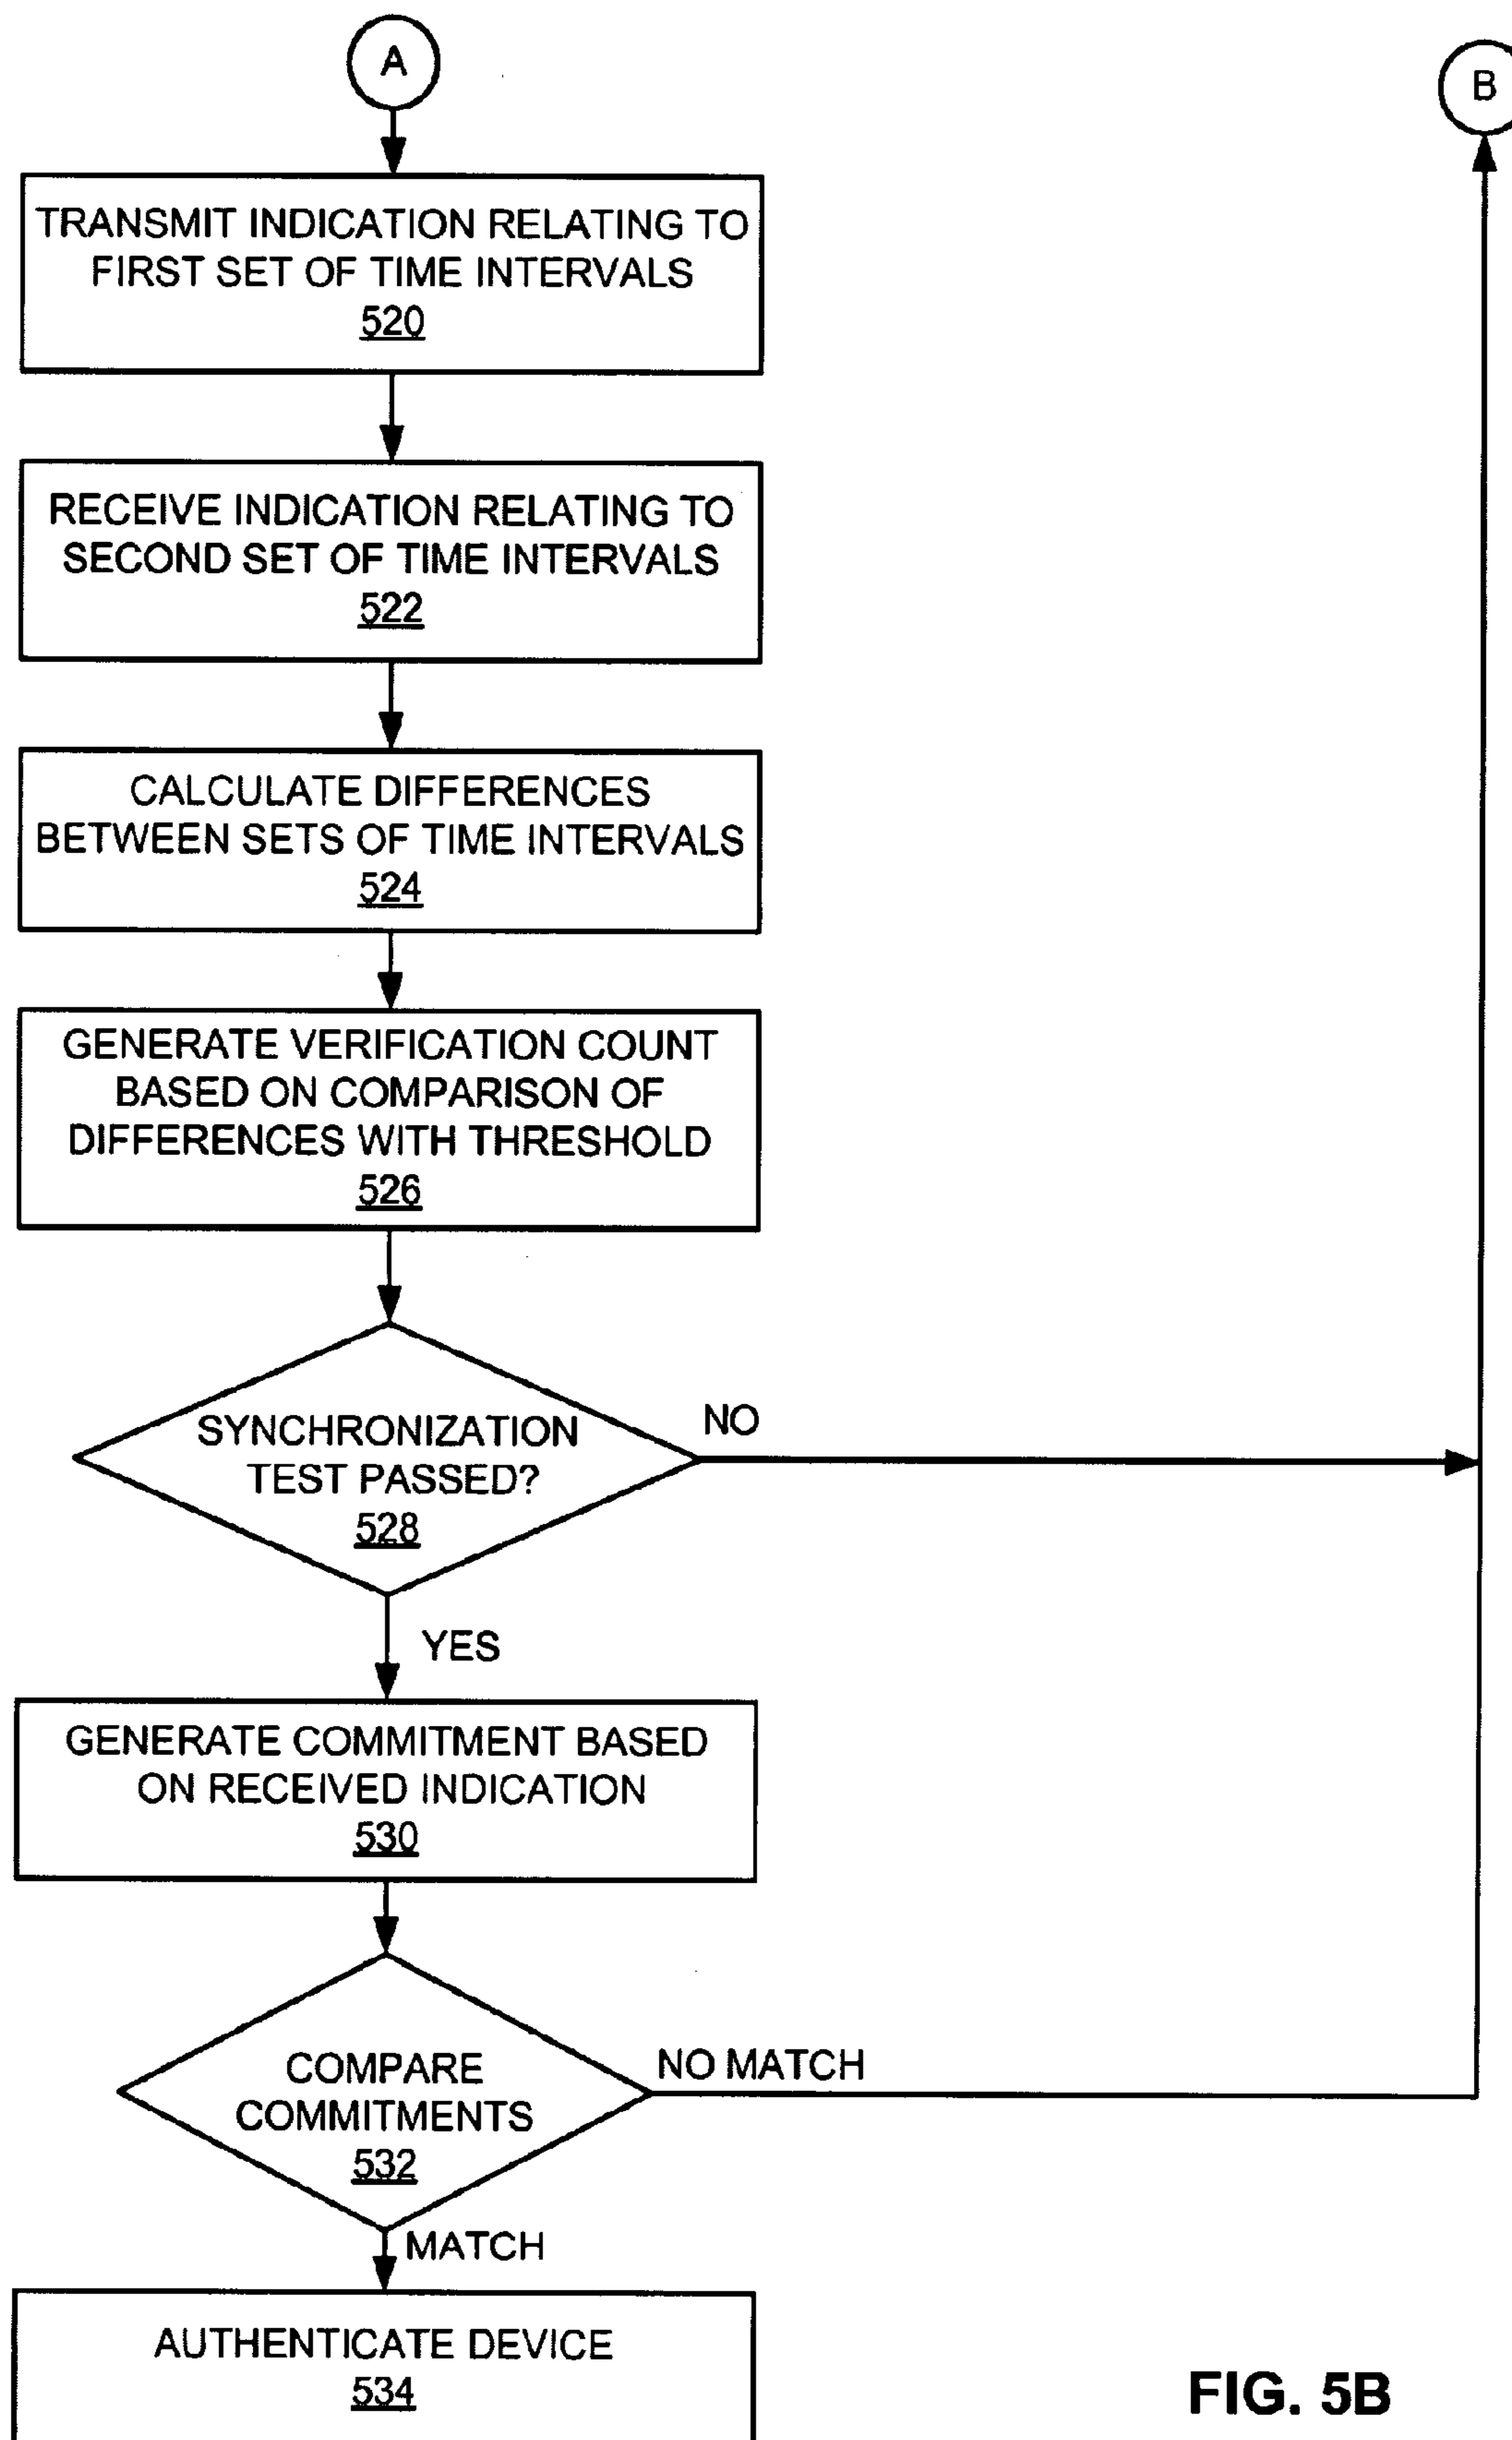 A
B
TRANSMIT INDICATION RELATING TO
FIRST SET OF TIME INTERVALS
520
RECEIVE INDICATION RELATING TO
SECOND SET OF TIME INTERVALS
522
CALCULATE DIFFERENCES
BETWEEN SETS OF TIME INTERVALS
524
GENERATE VERIFICATION COUNT
BASED ON COMPARISON OF
DIFFERENCES WITH THRESHOLD
526
SYNCHRONIZATION
TEST PASSED?
528
NO
YES
GENERATE COMMITMENT BASED
ON RECEIVED INDICATION
530
COMPARE
COMMITMENTS
532
NO MATCH
MATCH
AUTHENTICATE DEVICE
534
FIG. 5B